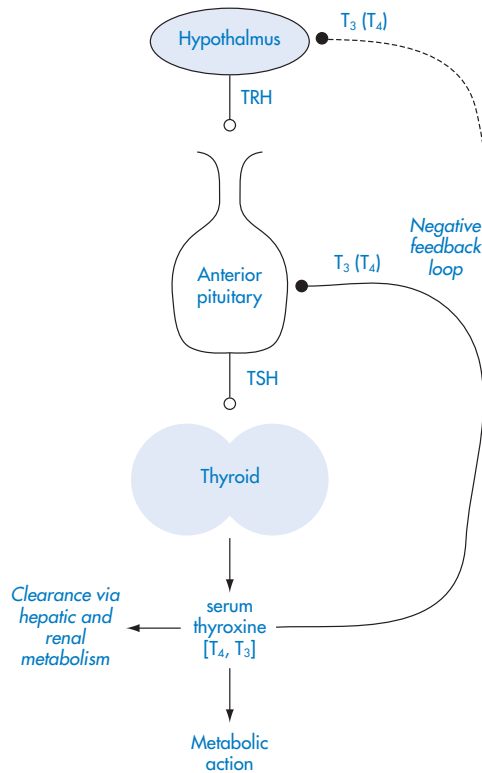 T3 (T4)
Hypothalmus
TRH
Negative
feedback
loop
T3 (T4)
Anterior
pituitary
TSH
Thyroid
Clearance via
hepatic and
renal
metabolism
serum
thyroxine
[T4, T3]
Metabolic
action